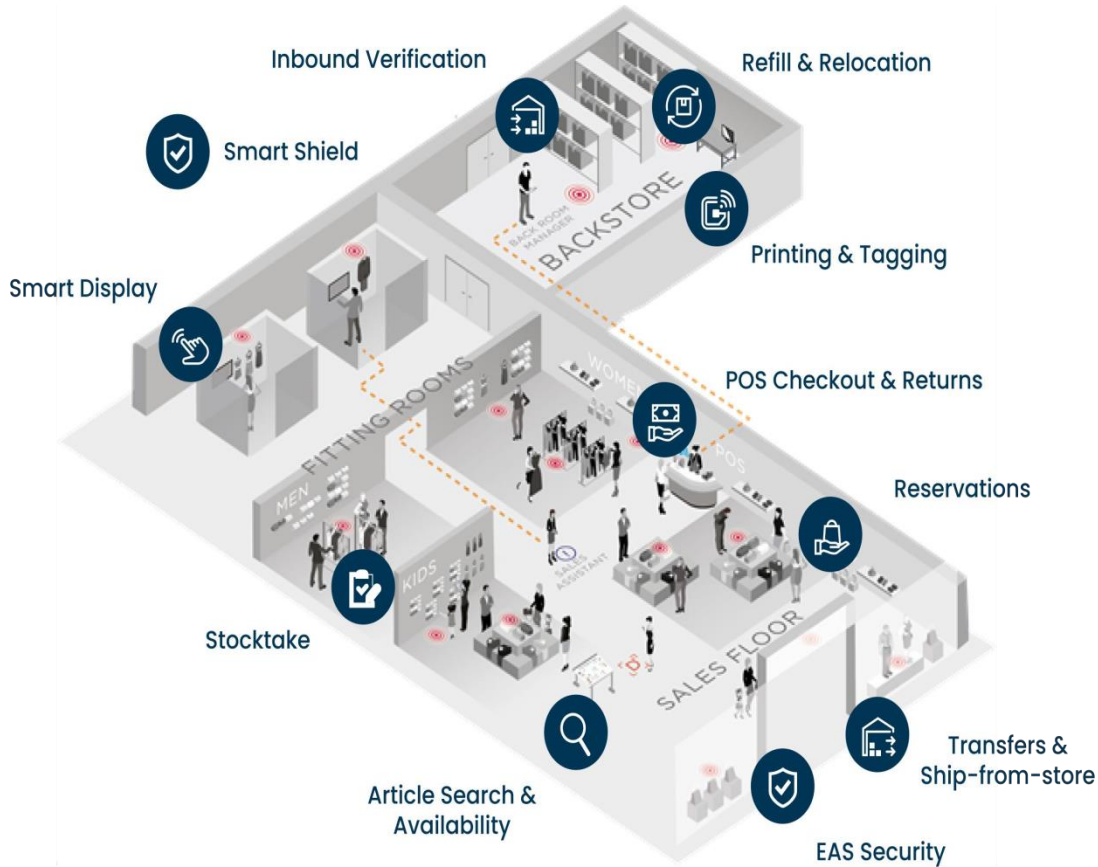 Inbound Verification
Refill & Relocation
Smart Shield
BACK ROOM
MANAGER
BACKSTORE
Printing & Tagging
Smart Display
FITTING ROOMS
WOMEN
POS Checkout & Returns
POS
MEN
Reservations
KIDS
SALES
ASSISTANT
Stocktake
SALES FLOOR
Article Search &
Availability
Transfers &
Ship-from-store
EAS Security